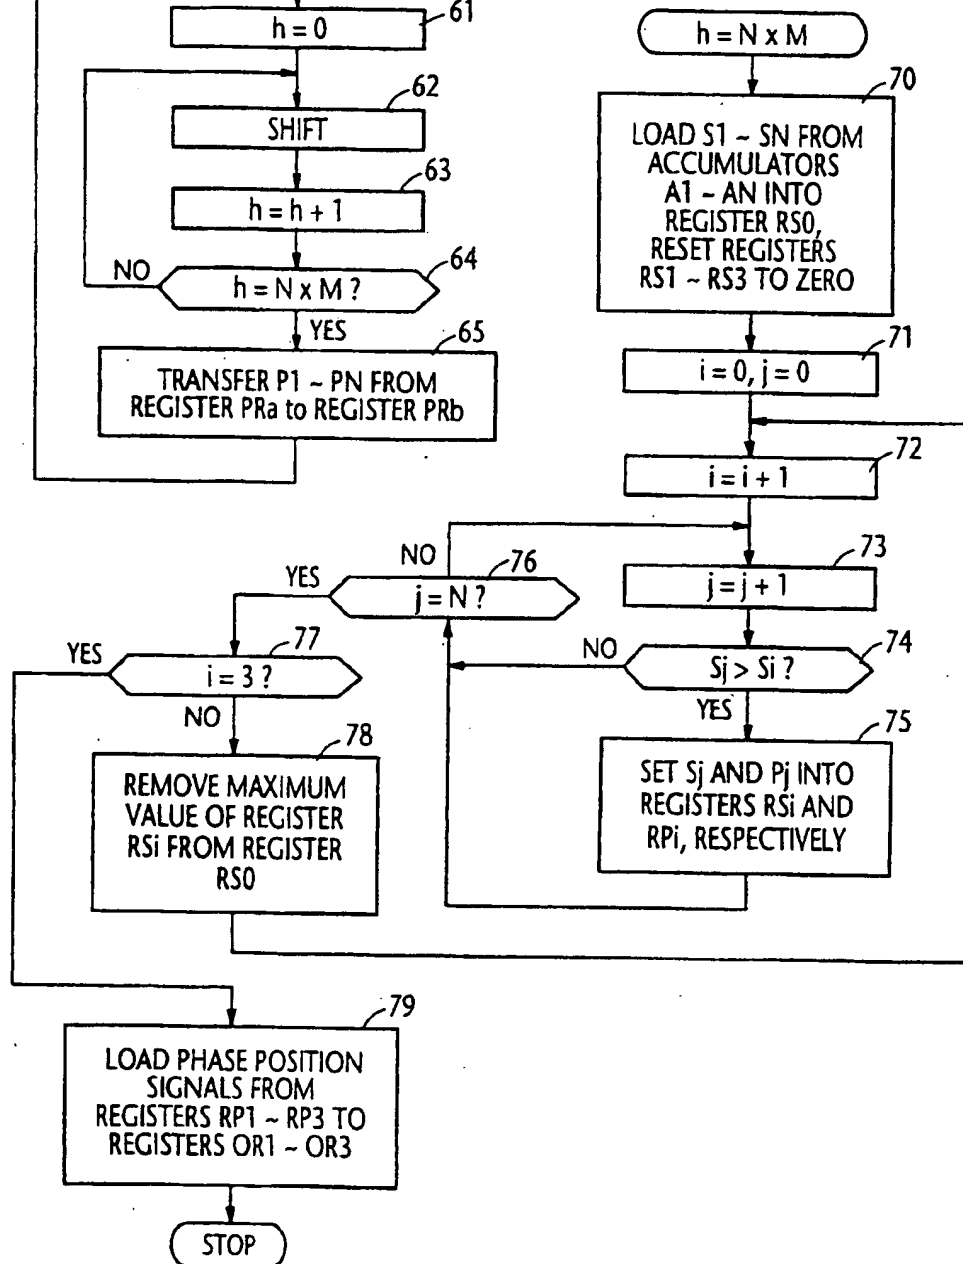 61
h = 0
62
SHIFT
63
h = h + 1
64
NO
h = N x M ?
YES
65
TRANSFER P1 ~ PN FROM
REGISTER PRa to REGISTER PRb
h = N x M
70
LOAD S1 ~ SN FROM
ACCUMULATORS
A1 ~ AN INTO
REGISTER RS0,
RESET REGISTERS
RS1 ~ RS3 TO ZERO
71
i = 0, j = 0
72
i = i + 1
73
j = j + 1
74
NO
Sj > Si ?
YES
75
SET Sj AND Pj INTO
REGISTERS RSi AND
RPi, RESPECTIVELY
NO
76
YES
j = N ?
77
YES
i = 3 ?
NO
78
REMOVE MAXIMUM
VALUE OF REGISTER
RSi FROM REGISTER
RS0
79
LOAD PHASE POSITION
SIGNALS FROM
REGISTERS RP1 ~ RP3 TO
REGISTERS OR1 ~ OR3
STOP